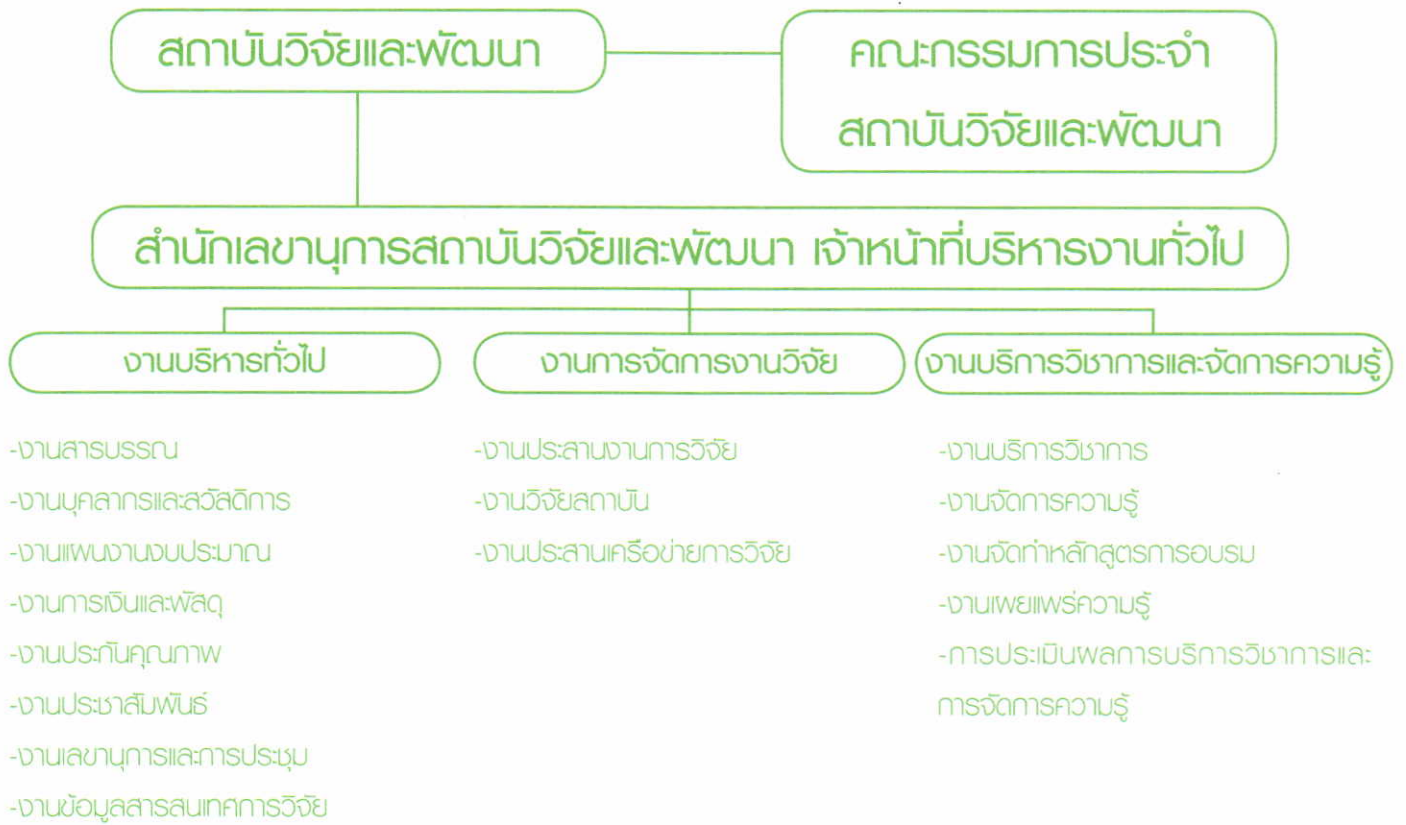 สถาบันวิจัยและพัฒนา
คณะกรรมการประจำ
สถาบันวิจัยและพัฒนา
สำนักเลขานุการสถาบันวิจัยและพัฒนา เจ้าหน้าที่บริหารงานทั่วไป
งานบริหารทั่วไป
-งานสารบรรณ
-งานบุคลากรและสวัสดิการ
-งานแผนงานงบประมาณ
-งานการเงินและพัสดุ
-งานประกันคุณภาพ
-งานประชาสัมพันธ์
-งานเลขานุการและการประชุม
-งานข้อมูลสารสนเทศการวิจัย
งานการจัดการงานวิจัย
-งานประสานงานการวิจัย
-งานวิจัยสถาบัน
-งานประสานเครือข่ายการวิจัย
งานบริการวิชาการและจัดการความรู้
-งานบริการวิชาการ
-งานจัดการความรู้
-งานจัดทำหลักสูตรการอบรม
-งานเผยแพร่ความรู้
-การประเมินผลการบริการวิชาการและ
การจัดการความรู้